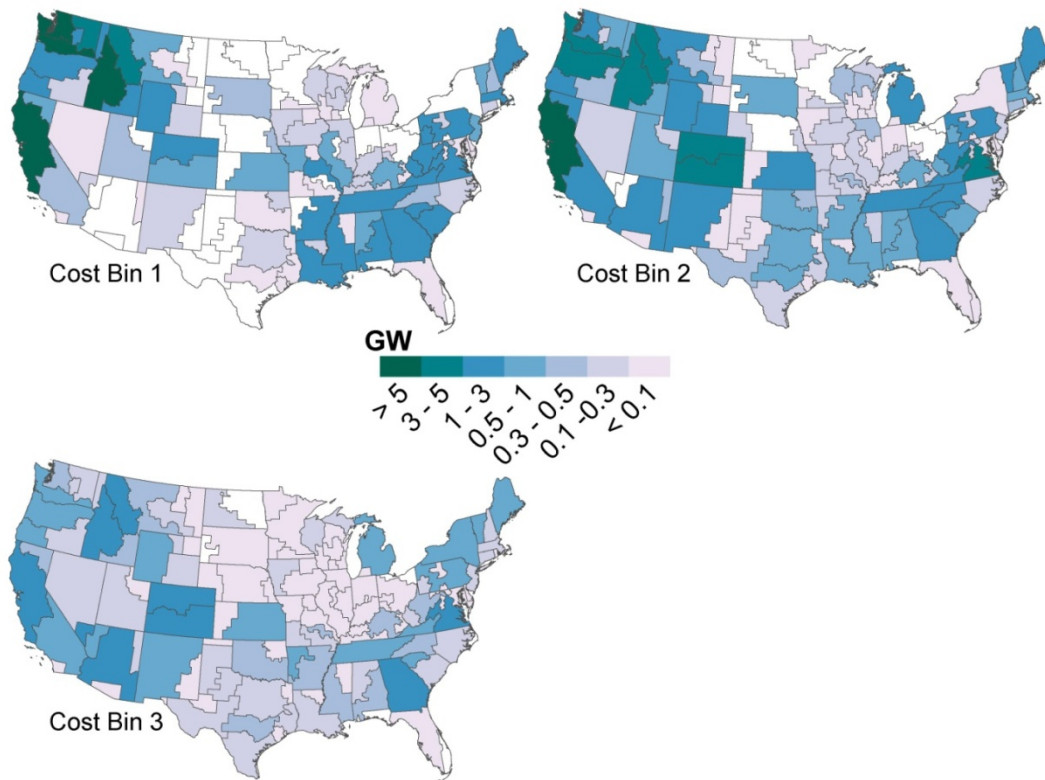 Cost Bin 1
Cost Bin 2
GW
> 5
3 - 5
1 - 3
0.5 - 1
0.3 - 0.5
0.1 -0.3
< 0.1
Cost Bin 3